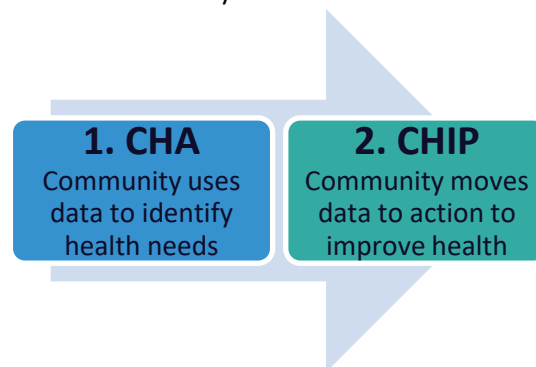 1. CHA
Community uses
data to identify
health needs
2. CHIP
Community moves
data to action to
improve health